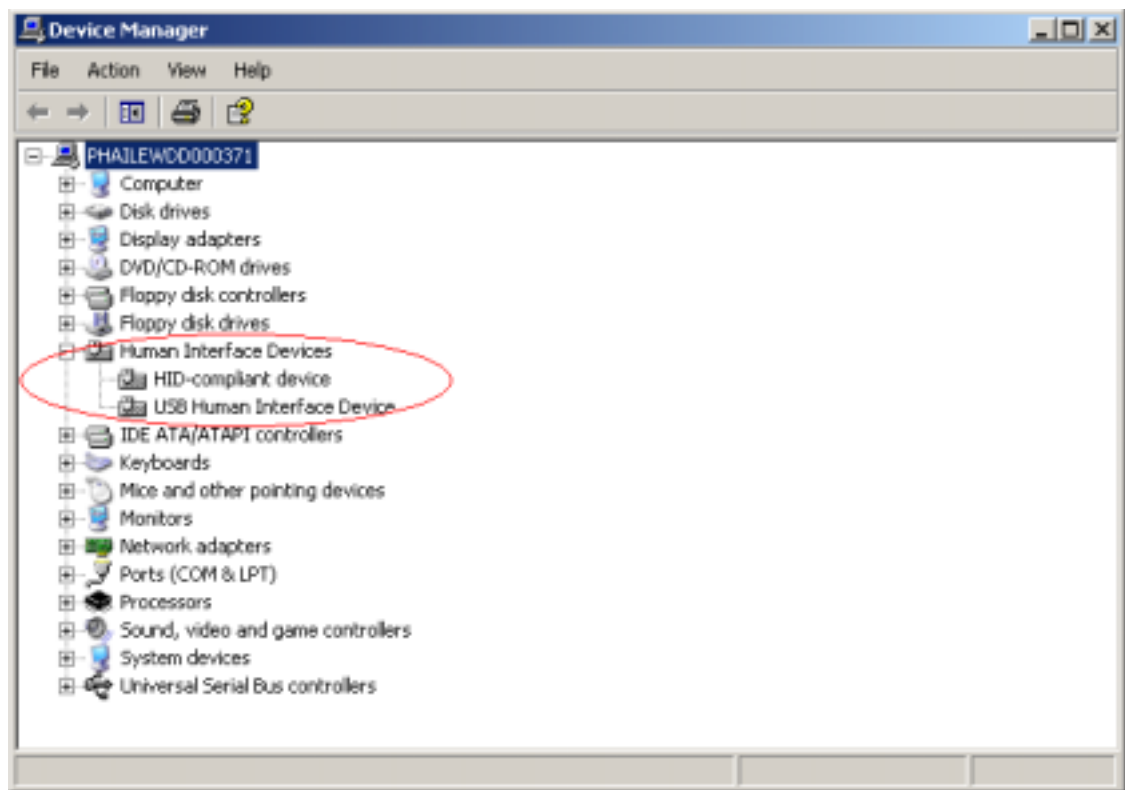 Device Manager
File Action View Help
PHAILEWDD000371
Computer
Disk drives
Display adapters
DVD/CD-ROM drives
Floppy disk controllers
Floppy disk drives
Human Interface Devices
HID-compliant device
USB Human Interface Device
IDE ATA/ATAPI controllers
Keyboards
Mice and other pointing devices
Monitors
Network adapters
Ports (COM & LPT)
Processors
Sound, video and game controllers
System devices
Universal Serial Bus controllers